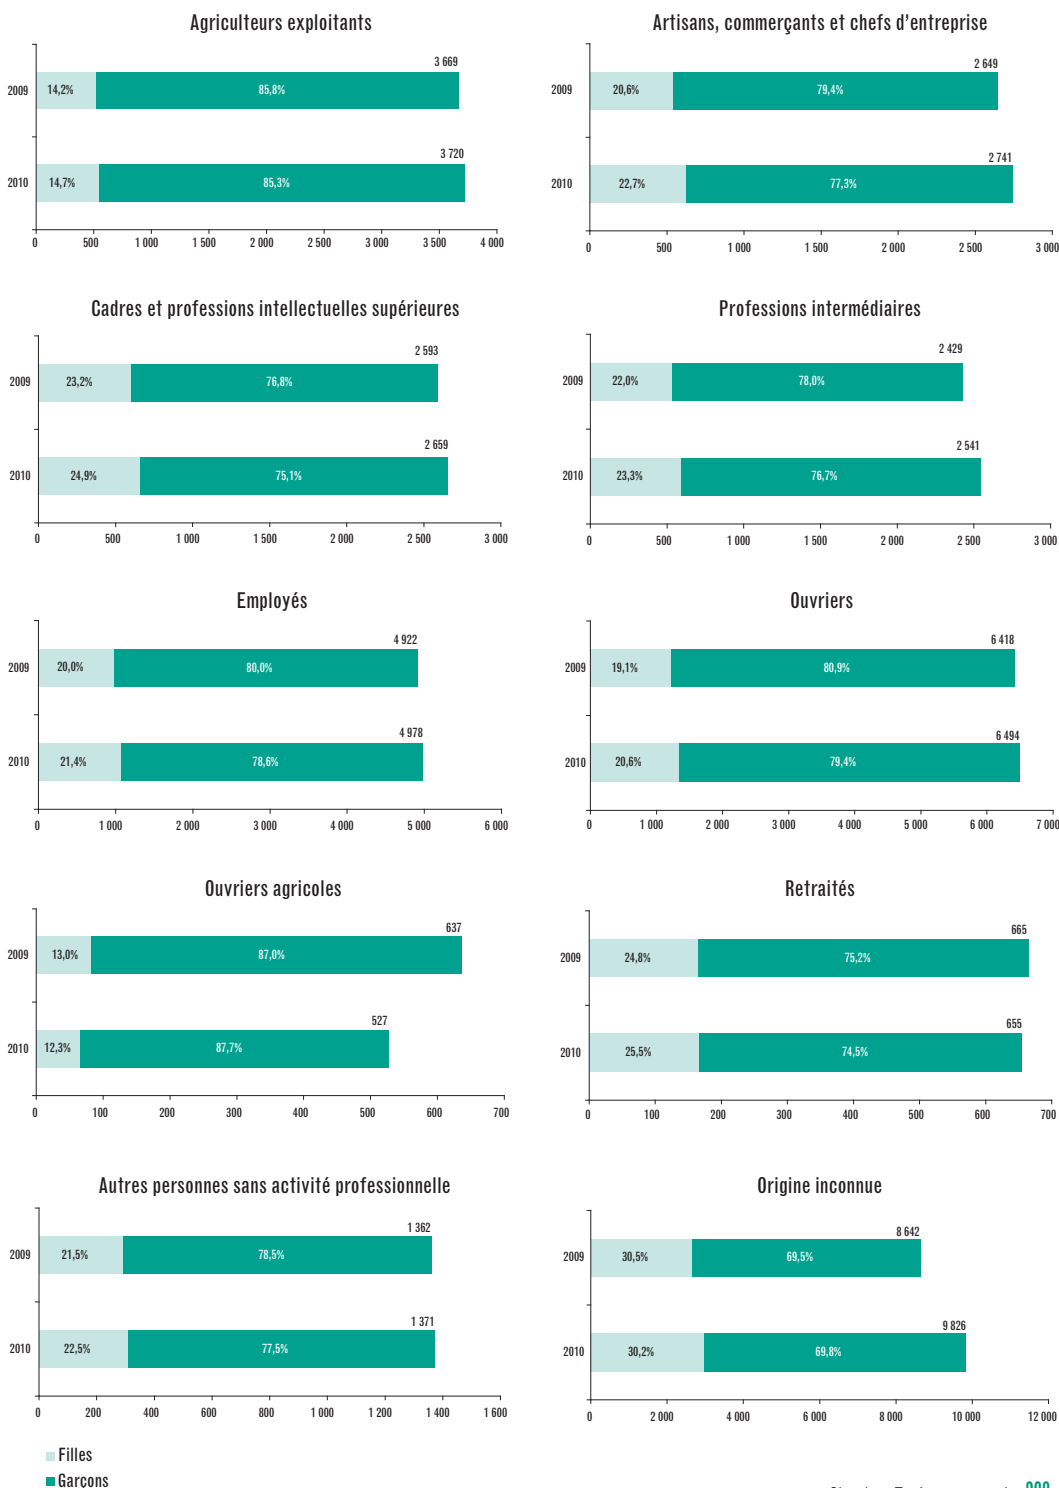 Agriculteurs exploitants
3 669
2009 14,2% 85,8%
3 720
2010 14,7% 85,3%
0 500 1 000 1 500 2 000 2 500 3 000 3 500 4 000
Artisans, commerçants et chefs d'entreprise
2 649
2009 20,6% 79,4%
2 741
2010 22,7% 77,3%
0 500 1 000 1 500 2 000 2 500 3 000
Cadres et professions intellectuelles supérieures
2 593
2009 23,2% 76,8%
2 659
2010 24,9% 75,1%
0 500 1 000 1 500 2 000 2 500 3 000
Professions intermédiaires
2 429
2009 22,0% 78,0%
2 541
2010 23,3% 76,7%
0 500 1 000 1 500 2 000 2 500 3 000
Employés
4 922
2009 20,0% 80,0%
4 978
2010 21,4% 78,6%
0 1 000 2 000 3 000 4 000 5 000 6 000
Ouvriers
6 418
2009 19,1% 80,9%
6 494
2010 20,6% 79,4%
0 1 000 2 000 3 000 4 000 5 000 6 000 7 000
Ouvriers agricoles
637
2009 13,0% 87,0%
527
2010 12,3% 87,7%
0 100 200 300 400 500 600 700
Retraités
665
2009 24,8% 75,2%
655
2010 25,5% 74,5%
0 100 200 300 400 500 600 700
Autres personnes sans activité professionnelle
1 362
2009 21,5% 78,5%
1 371
2010 22,5% 77,5%
0 200 400 600 800 1 000 1 200 1 400 1 600
Origine inconnue
8 642
2009 30,5% 69,5%
9 826
2010 30,2% 69,8%
0 2 000 4 000 6 000 8 000 10 000 12 000
Filles
Garçons